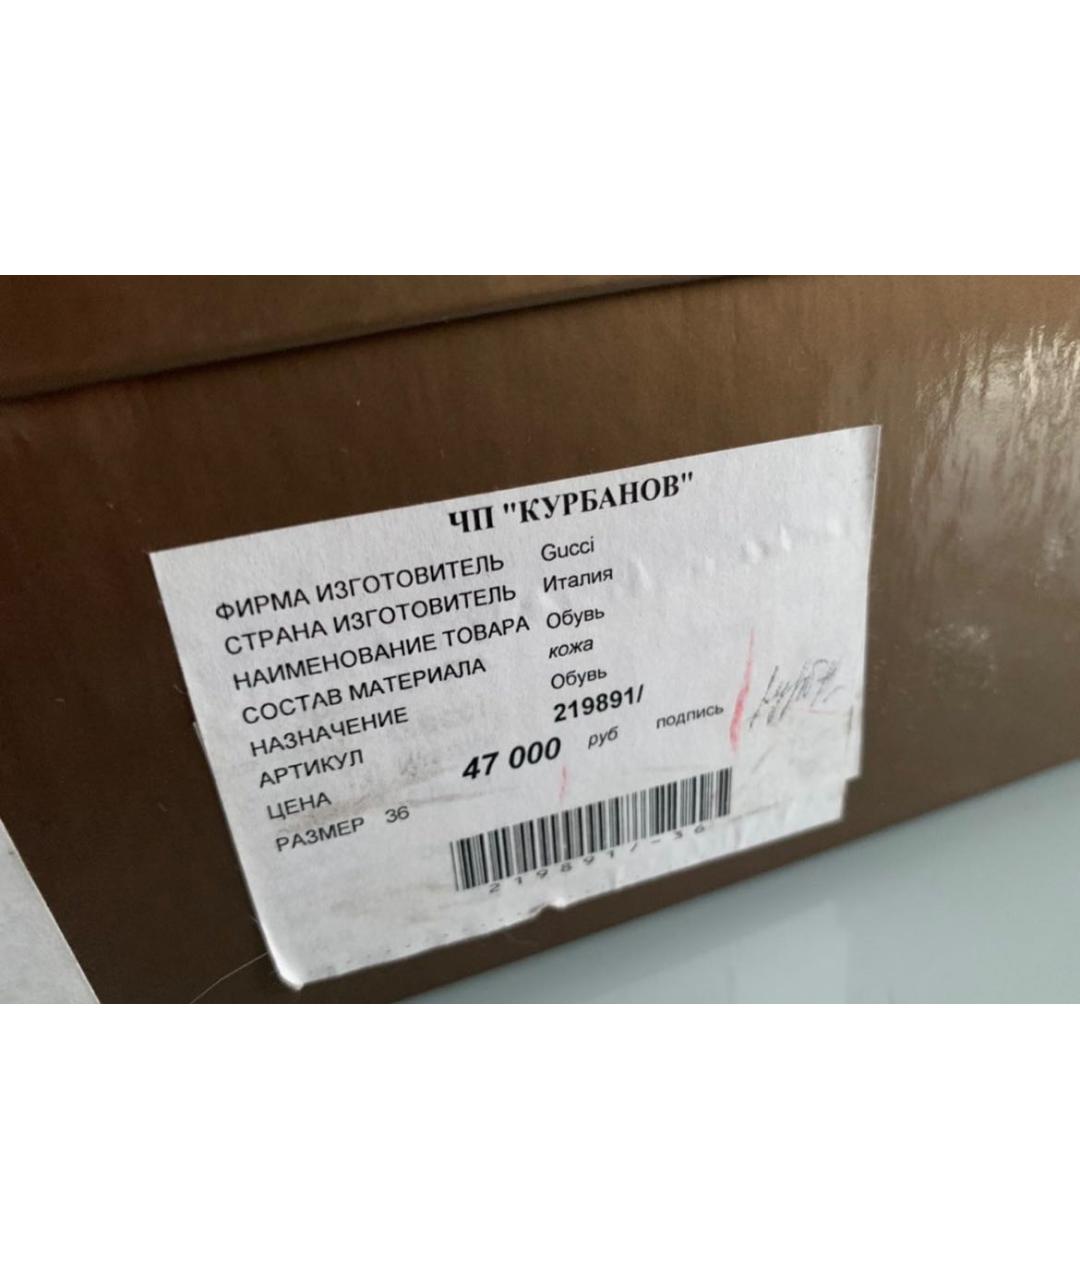 ЧП "КУРБАНОВ"
ФИРМА ИЗГОТОВИТЕЛЬ Gucci
СТРАНА ИЗГОТОВИТЕЛЬ Италия
НАИМЕНОВАНИЕ ТОВАРА Обувь
СОСТАВ МАТЕРИАЛА кожа
НАЗНАЧЕНИЕ Обувь
АРТИКУЛ 219891/
ЦЕНА 47 000 руб подпись
РАЗМЕР 36
219891/-36